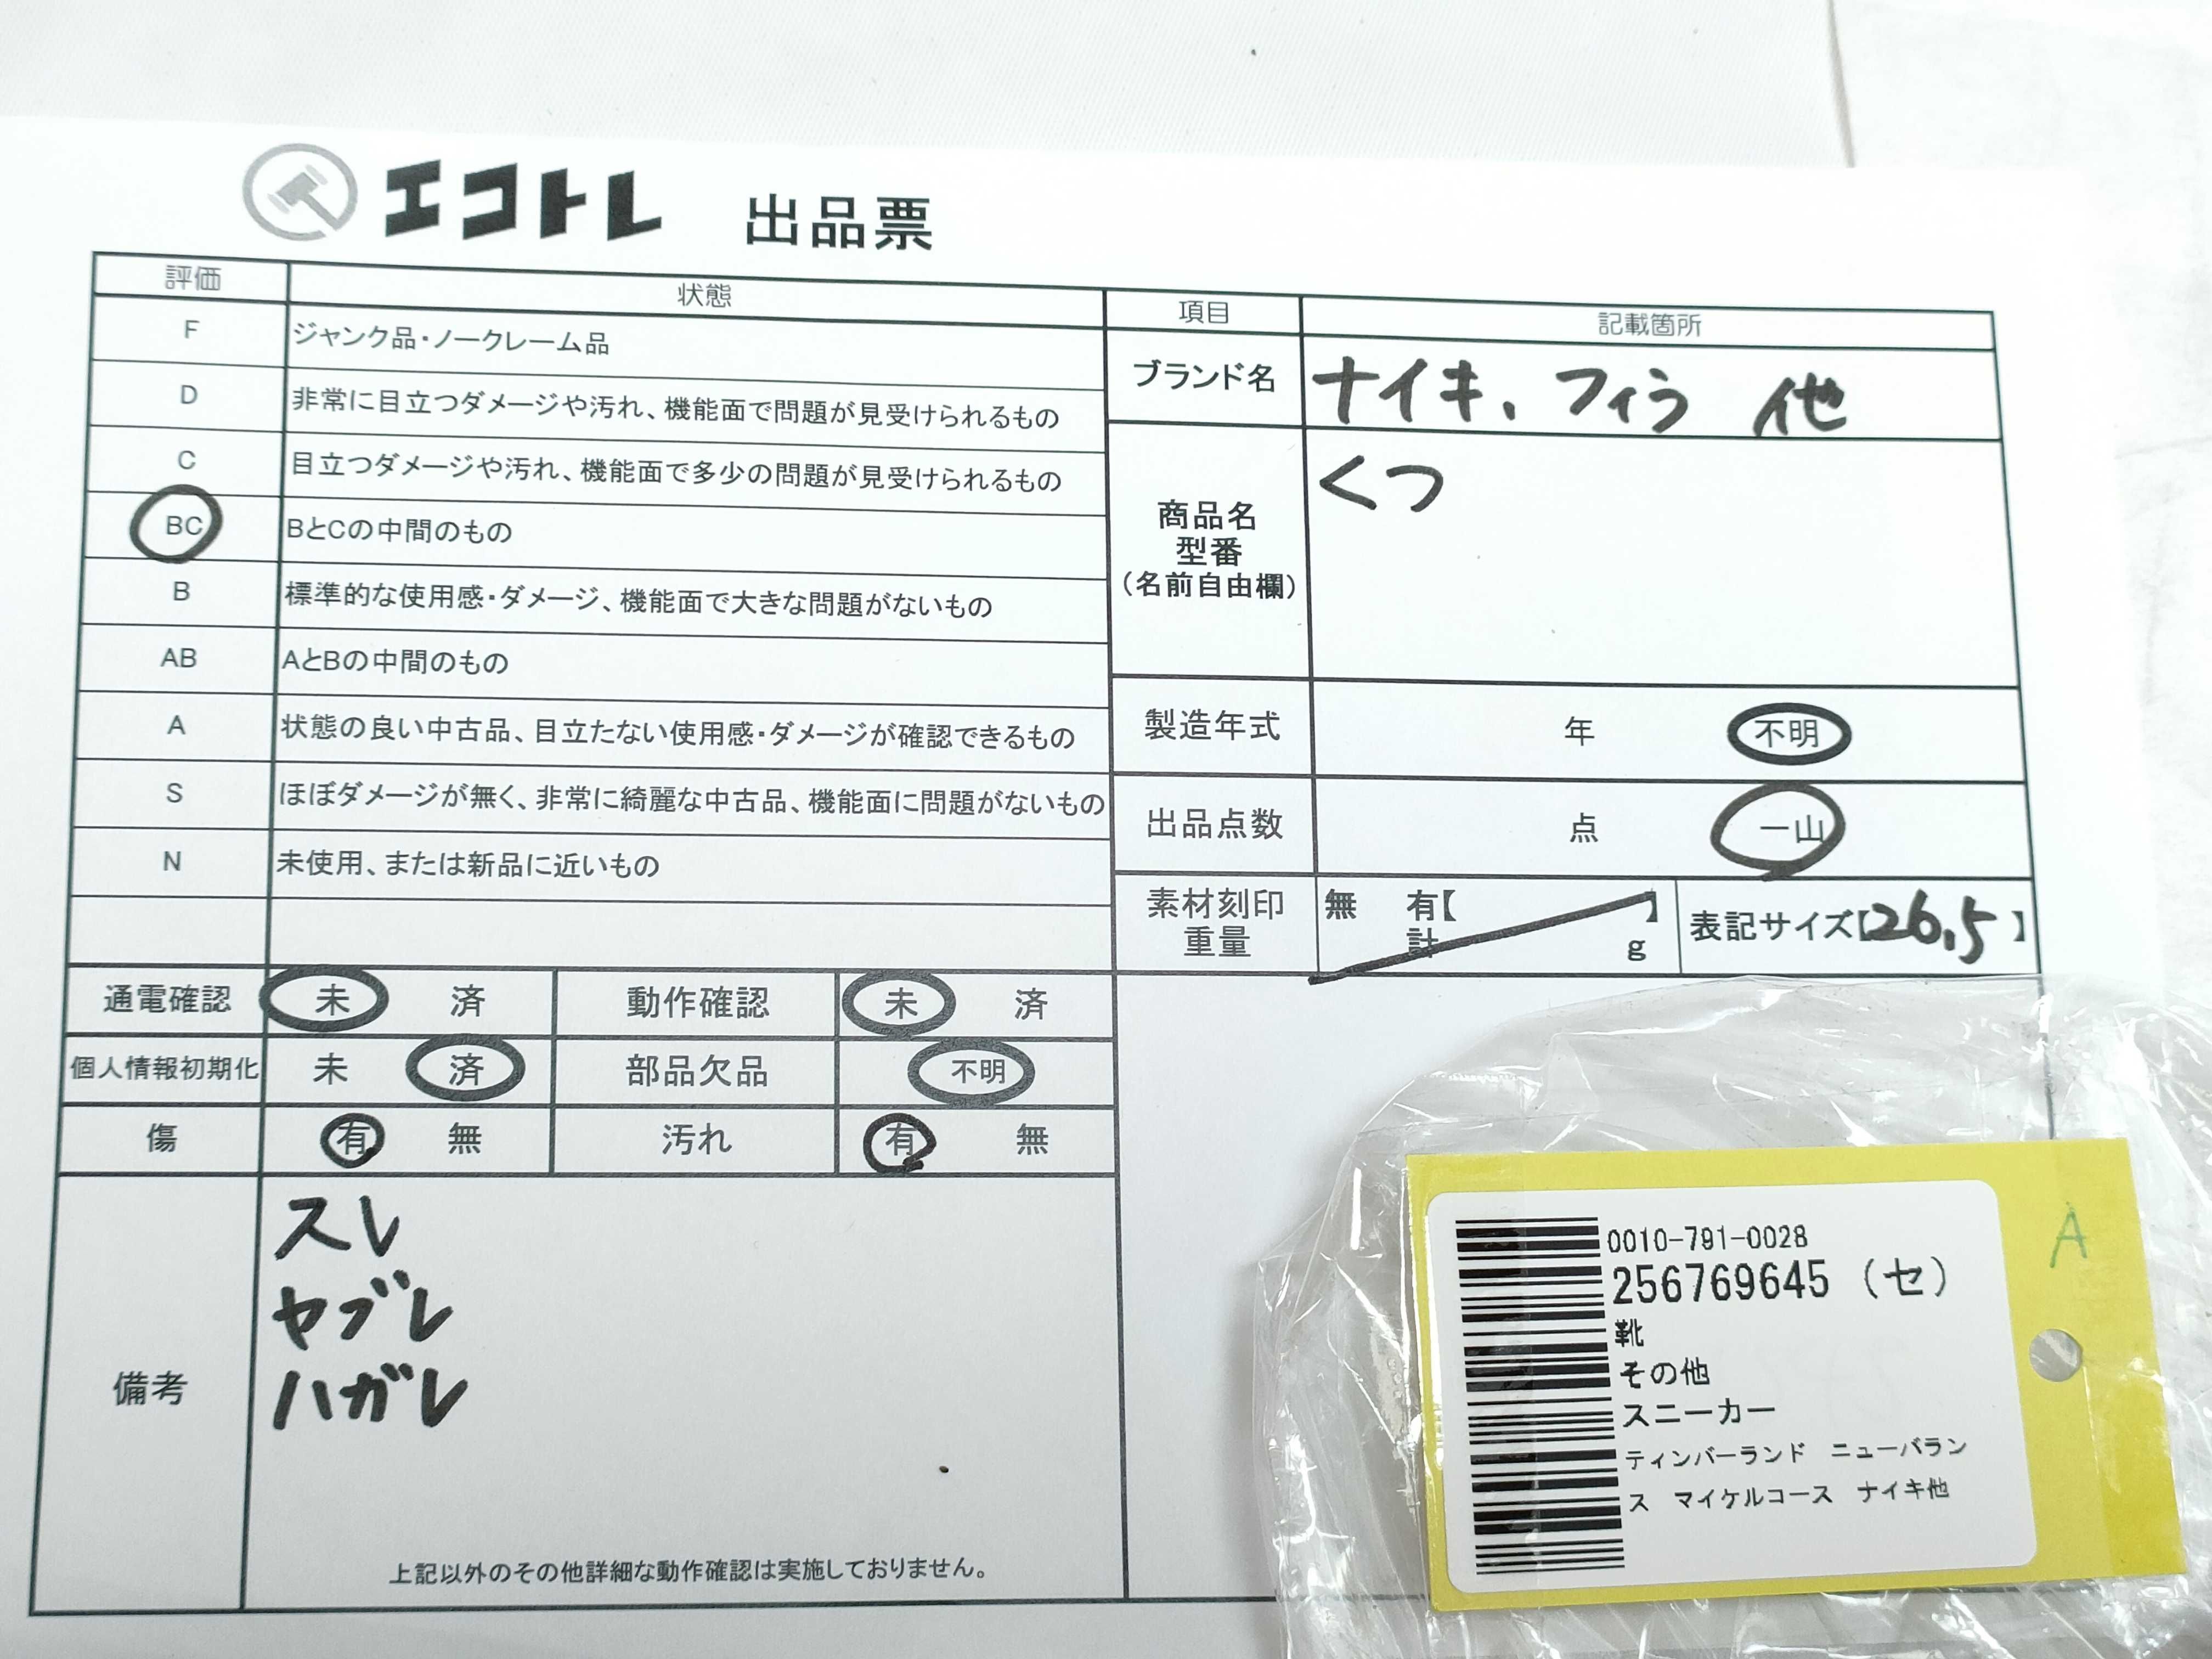 エコトレ 出品票
評価 状態
F ジャンク品・ノークレーム品
D 非常に目立つダメージや汚れ、機能面で問題が見受けられるもの
C 目立つダメージや汚れ、機能面で多少の問題が見受けられるもの
BC BとCの中間のもの
B 標準的な使用感・ダメージ、機能面で大きな問題がないもの
AB AとBの中間のもの
A 状態の良い中古品、目立たない使用感・ダメージが確認できるもの
S ほぼダメージが無く、非常に綺麗な中古品、機能面に問題がないもの
N 未使用、または新品に近いもの
通電確認 未 済 動作確認 未 済
個人情報初期化 未 済 部品欠品 不明
傷 有 無 汚れ 有 無
備考
スレ
ヤブレ
ハガレ
上記以外のその他詳細な動作確認は実施しておりません。
項目 記載箇所
ブランド名 ナイキ、フィラ 他
商品名
型番
（名前自由欄）
くつ
製造年式 年 不明
出品点数 点 一山
素材刻印 無 有【 】
重量 計 g
表記サイズ【26.5】
0010-791-0028
256769645（セ）
靴
その他
スニーカー
ティンバーランド ニューバラン
ス マイケルコース ナイキ他
A